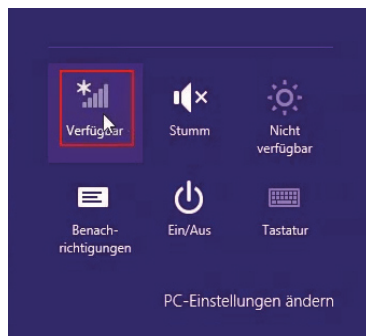 Verfügbar
Stumm
Nicht
verfügbar
Benach-
richtigungen
Ein/Aus
Tastatur
PC-Einstellungen ändern